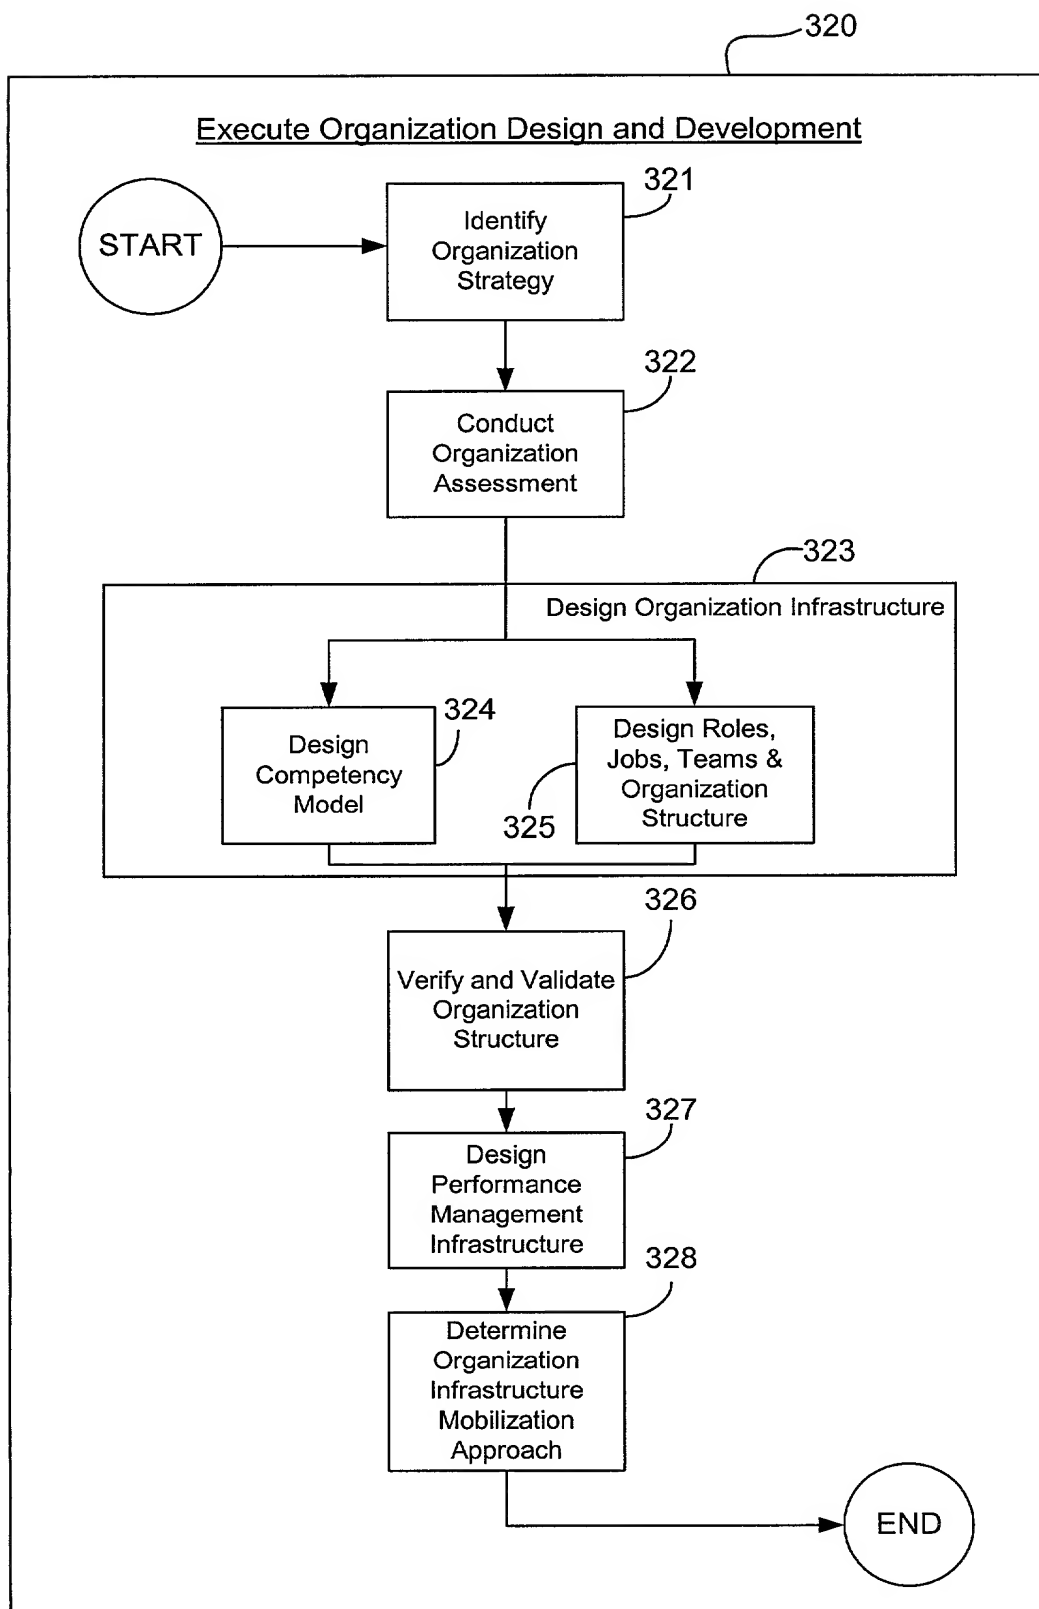 320
Execute Organization Design and Development
START
321
Identify
Organization
Strategy
322
Conduct
Organization
Assessment
323
Design Organization Infrastructure
324
Design
Competency
Model
325
Design Roles,
Jobs, Teams &
Organization
Structure
326
Verify and Validate
Organization
Structure
327
Design
Performance
Management
Infrastructure
328
Determine
Organization
Infrastructure
Mobilization
Approach
END